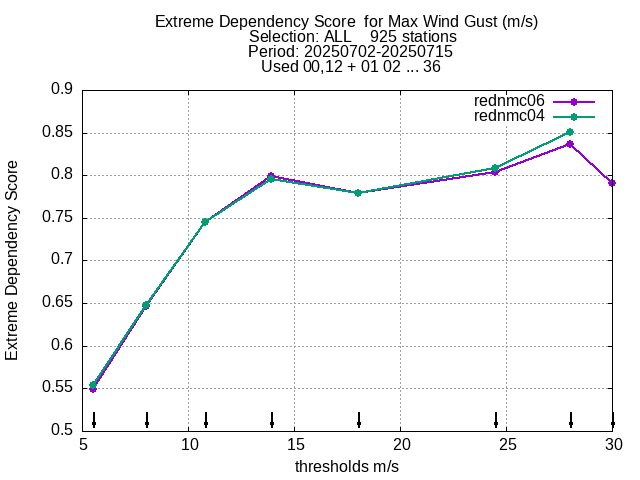 Extreme Dependency Score  for Max Wind Gust (m/s)
Selection: ALL    925 stations
Period: 20250702-20250715
Used 00,12 + 01 02 ... 36
rednmc06
rednmc04
Extreme Dependency Score
0.9
0.85
0.8
0.75
0.7
0.65
0.6
0.55
0.5
5 10 15 20 25 30
thresholds m/s